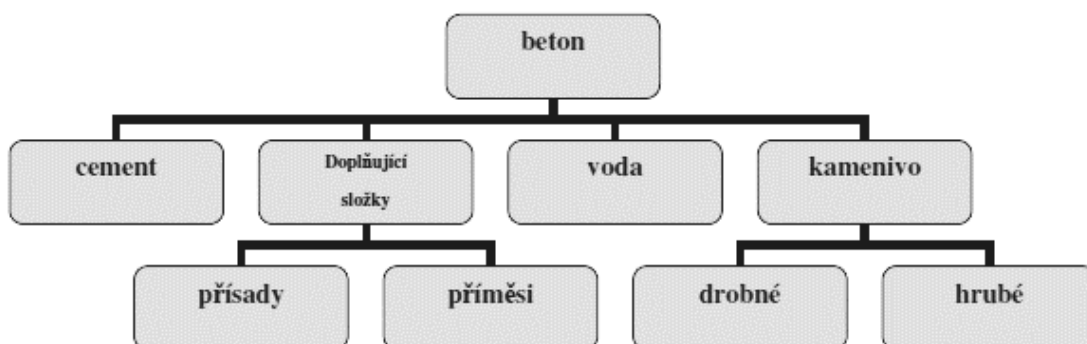 beton
cement
Doplňující
složky
voda
kamenivo
přísady
příměsi
drobné
hrubé